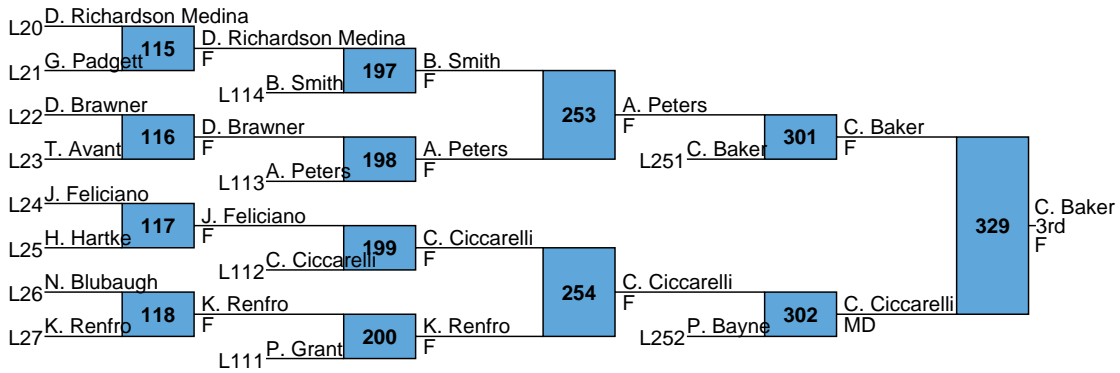 L20 D. Richardson Medina
115
D. Richardson Medina
F
L21 G. Padgett
197
B. Smith
F
L114 B. Smith
L22 D. Brawner
116
D. Brawner
F
L23 T. Avant
198
A. Peters
F
L113 A. Peters
253
A. Peters
F
L24 J. Feliciano
117
J. Feliciano
F
L25 H. Hartke
199
C. Ciccarelli
F
L112 C. Ciccarelli
L26 N. Blubaugh
118
K. Renfro
F
L27 K. Renfro
200
K. Renfro
F
L111 P. Grant
254
C. Ciccarelli
F
301
C. Baker
F
L251 C. Baker
302
C. Ciccarelli
MD
L252 P. Bayne
329
C. Baker
3rd
F